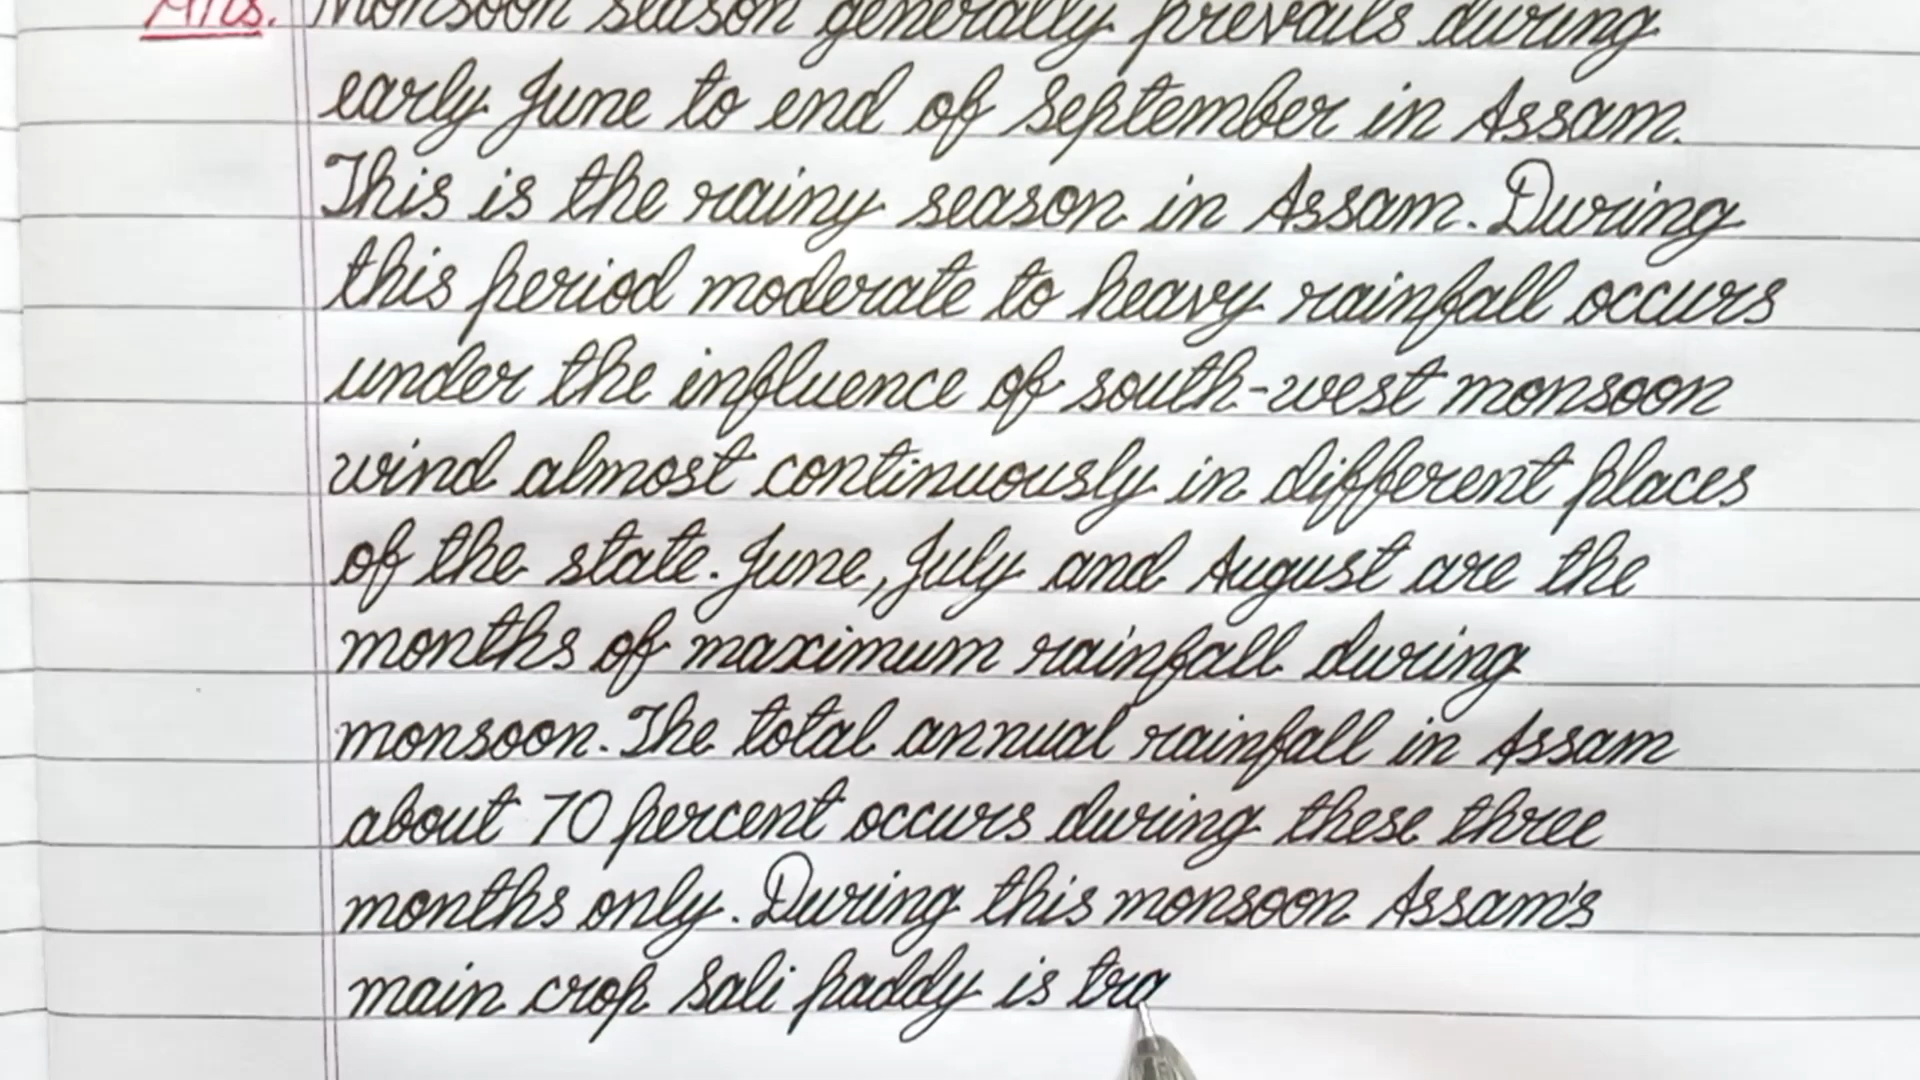 Ans. Monsoon season generally prevails during
early June to end of September in Assam.
This is the rainy season in Assam. During
this period moderate to heavy rainfall occurs
under the influence of south-west monsoon
wind almost continuously in different places
of the state. June, July and August are the
months of maximum rainfall during
monsoon. The total annual rainfall in Assam
about 70 percent occurs during these three
months only. During this monsoon Assam's
main crop Sali paddy is tra